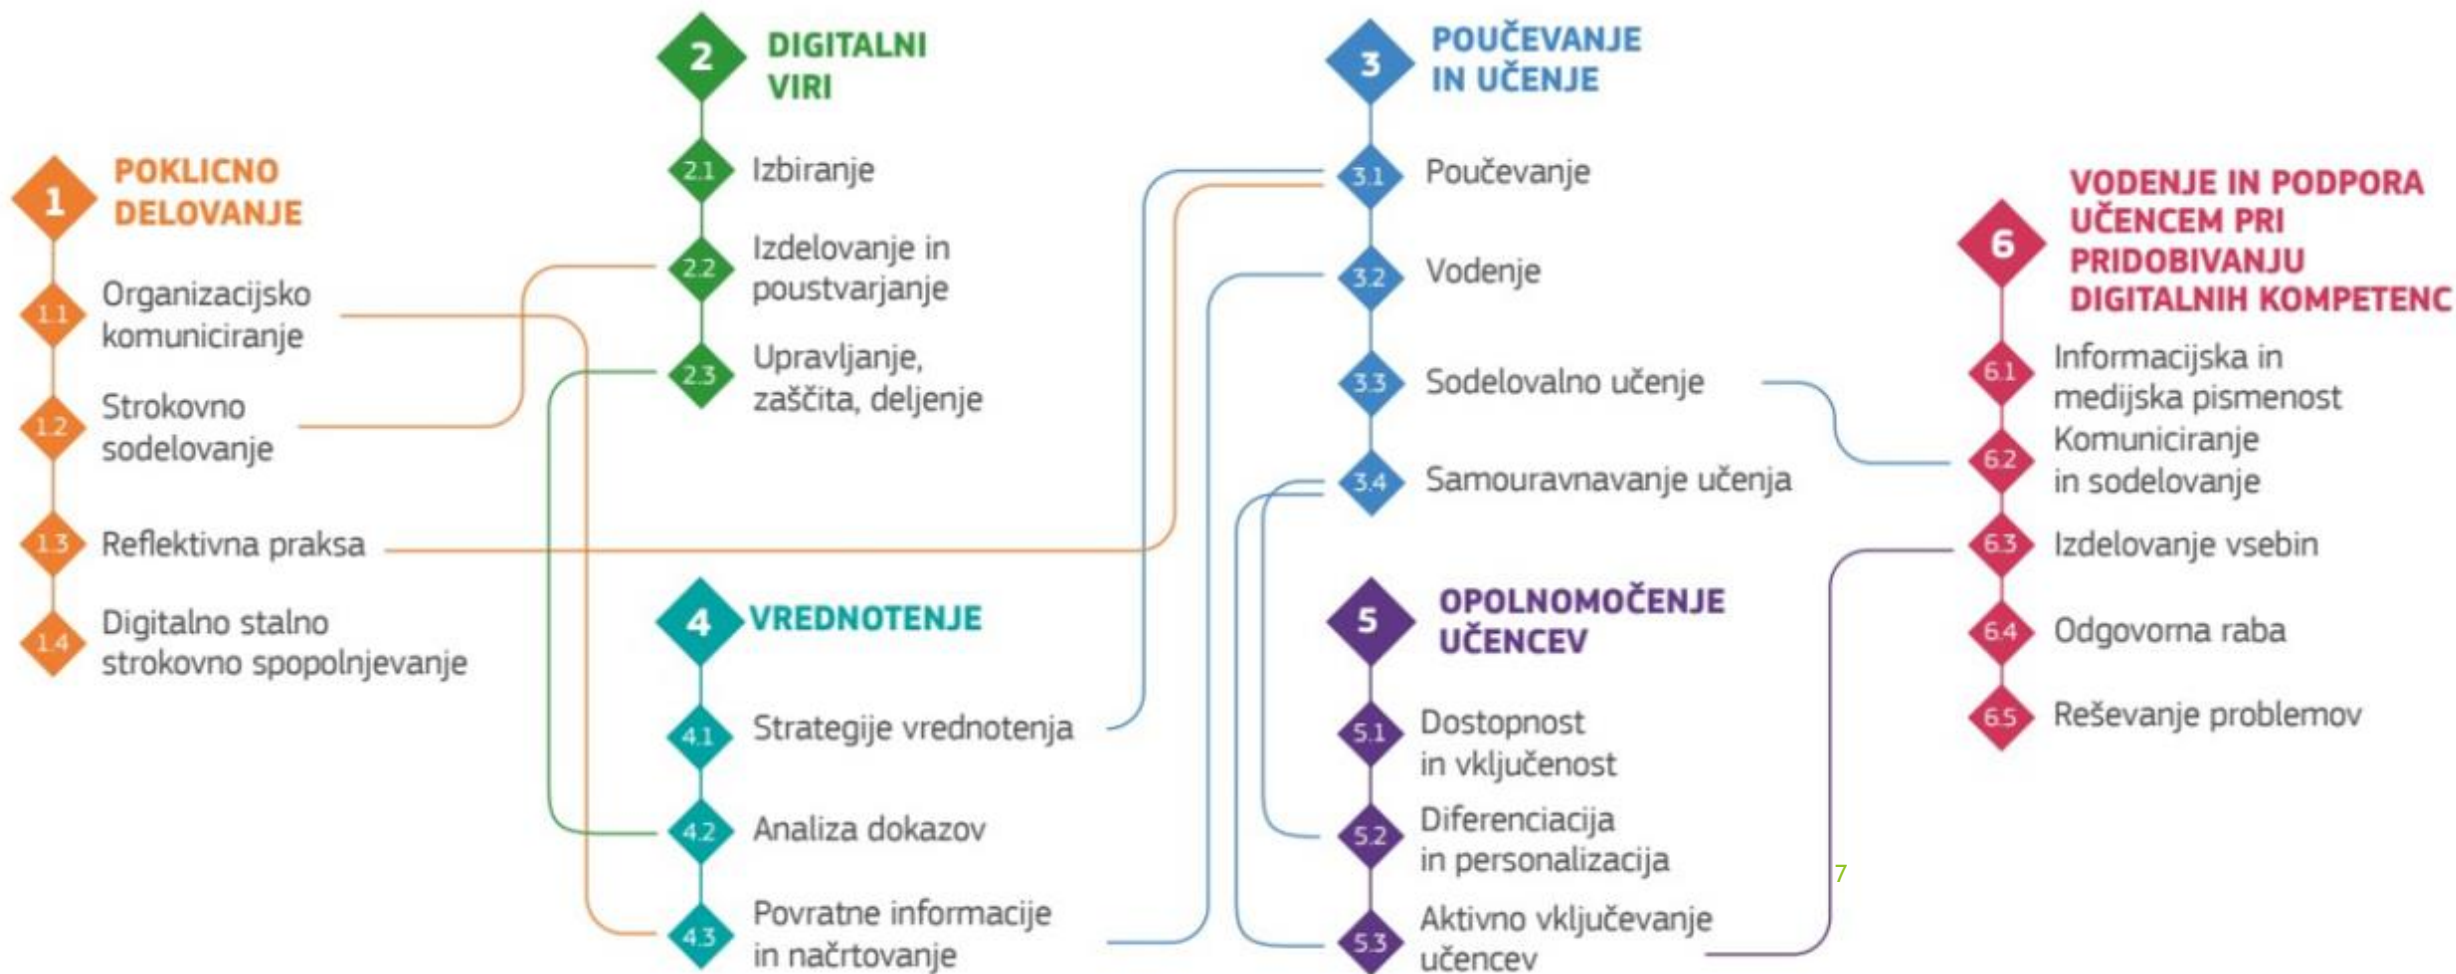 1
POKLICNO
DELOVANJE
1.1
Organizacijsko
komuniciranje
1.2
Strokovno
sodelovanje
1.3
Reflektivna praksa
1.4
Digitalno stalno
strokovno spopolnjevanje
2
DIGITALNI
VIRI
2.1
Izbiranje
2.2
Izdelovanje in
poustvarjanje
2.3
Upravljanje,
zaščita, deljenje
3
POUČEVANJE
IN UČENJE
3.1
Poučevanje
3.2
Vodenje
3.3
Sodelovalno učenje
3.4
Samouravnavanje učenja
4
VREDNOTENJE
4.1
Strategije vrednotenja
4.2
Analiza dokazov
4.3
Povratne informacije
in načrtovanje
5
OPOLNOMOČENJE
UČENCEV
5.1
Dostopnost
in vključenost
5.2
Diferenciacija
in personalizacija
5.3
Aktivno vključevanje
učencev
6
VODENJE IN PODPORA
UČENCEM PRI
PRIDOBIVANJU
DIGITALNIH KOMPETENC
6.1
Informacijska in
medijska pismenost
6.2
Komuniciranje
in sodelovanje
6.3
Izdelovanje vsebin
6.4
Odgovorna raba
6.5
Reševanje problemov
7